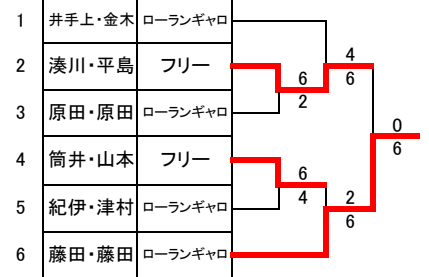 1 井手上・金木 ローランギャロ
4
2 湊川・平島 フリー 6 6
3 原田・原田 ローランギャロ 2
0
4 筒井・山本 フリー 6 6
5 紀伊・津村 ローランギャロ 4 2
6
6 藤田・藤田 ローランギャロ